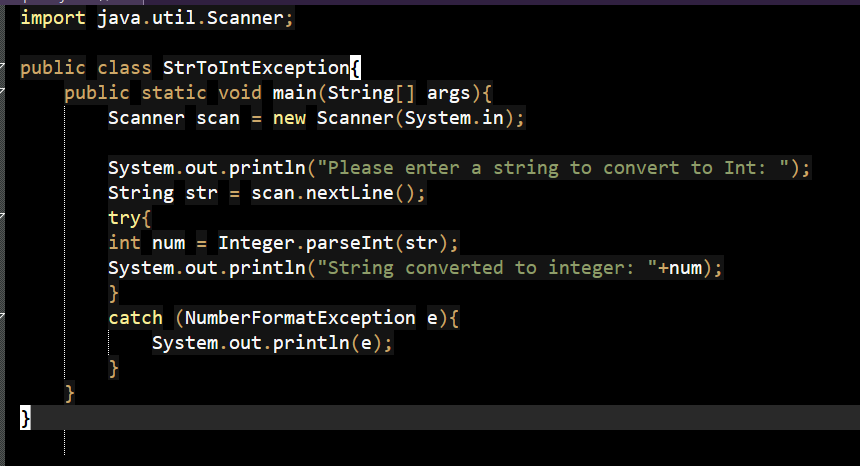 import java.util.Scanner;
public class StrToIntException{
public static void main(String[] args){
Scanner scan = new Scanner(System.in);
System.out.println("Please enter a string to convert to Int: ");
String str = scan.nextLine();
try{
int num = Integer.parseInt(str);
System.out.println("String converted to integer: "+num);
}
catch (NumberFormatException e){
System.out.println(e);
}
}
}